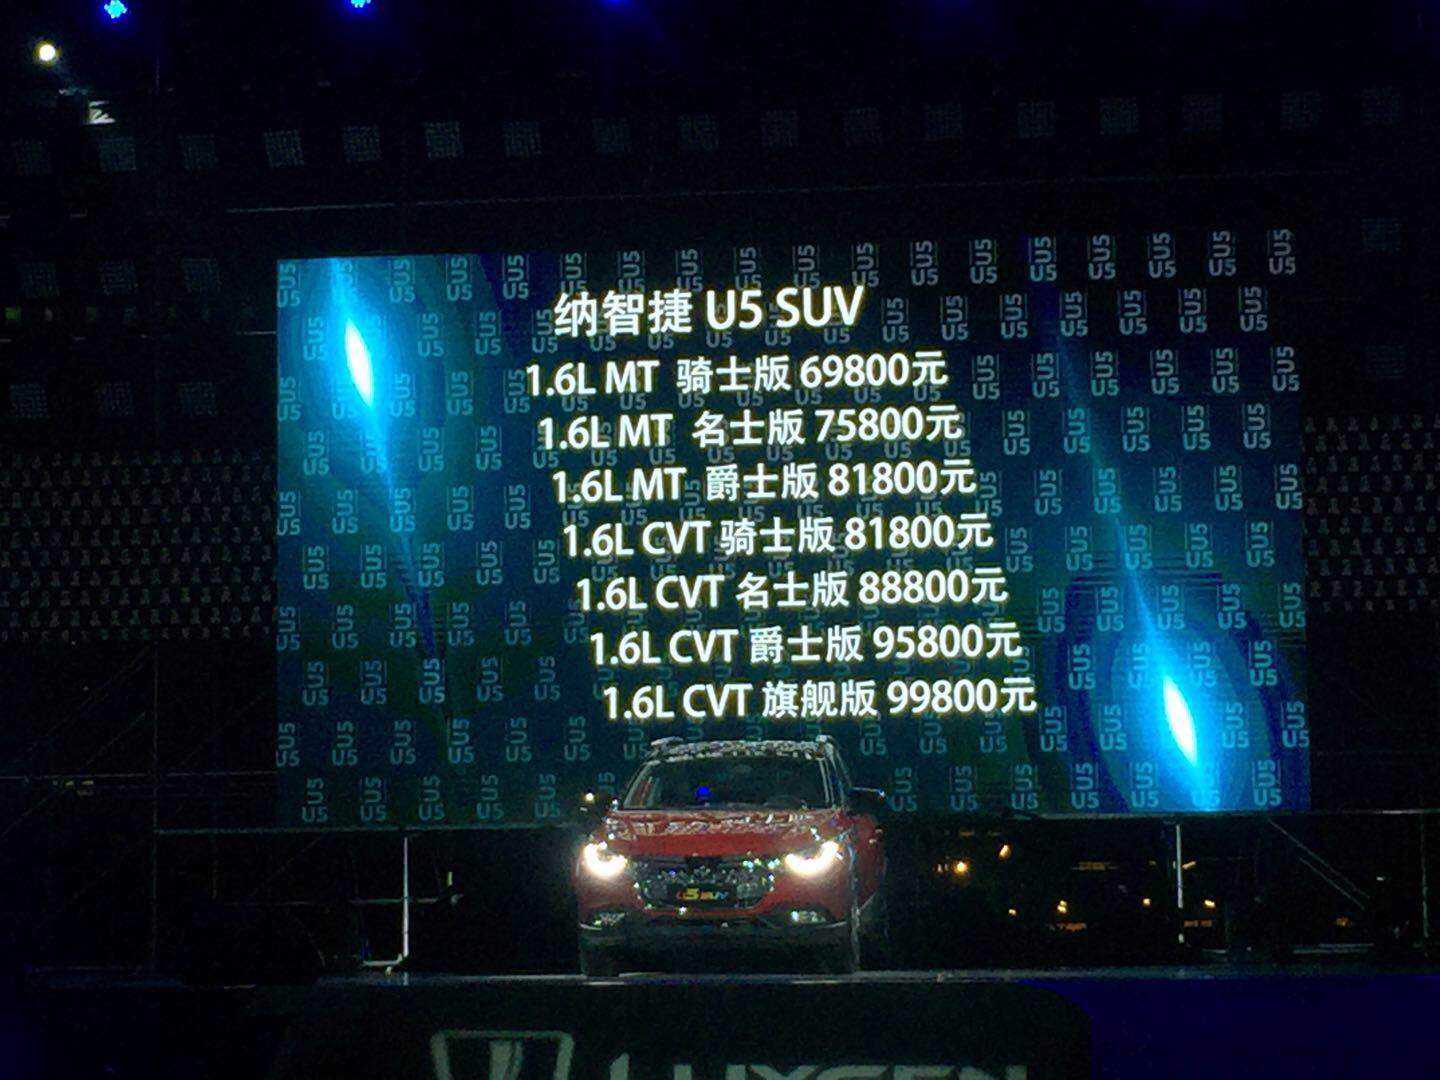 纳智捷 U5 SUV
1.6L MT 骑士版 69800元
1.6L MT 名士版 75800元
1.6L MT 爵士版 81800元
1.6L CVT 骑士版 81800元
1.6L CVT 名士版 88800元
1.6L CVT 爵士版 95800元
1.6L CVT 旗舰版 99800元
U5 SUV
LUXGEN